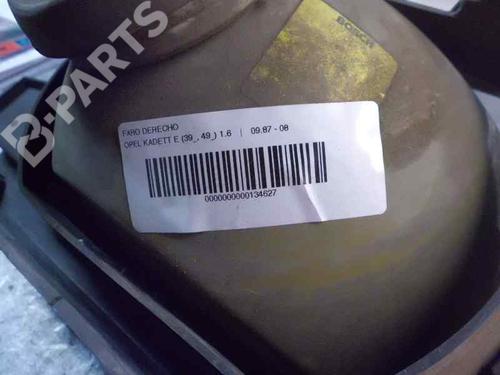 B-PARTS
BOSCH
FARO DERECHO
OPEL KADETT E (39_, 49_) 1.6 | 09.87 - 08
0000000000134627